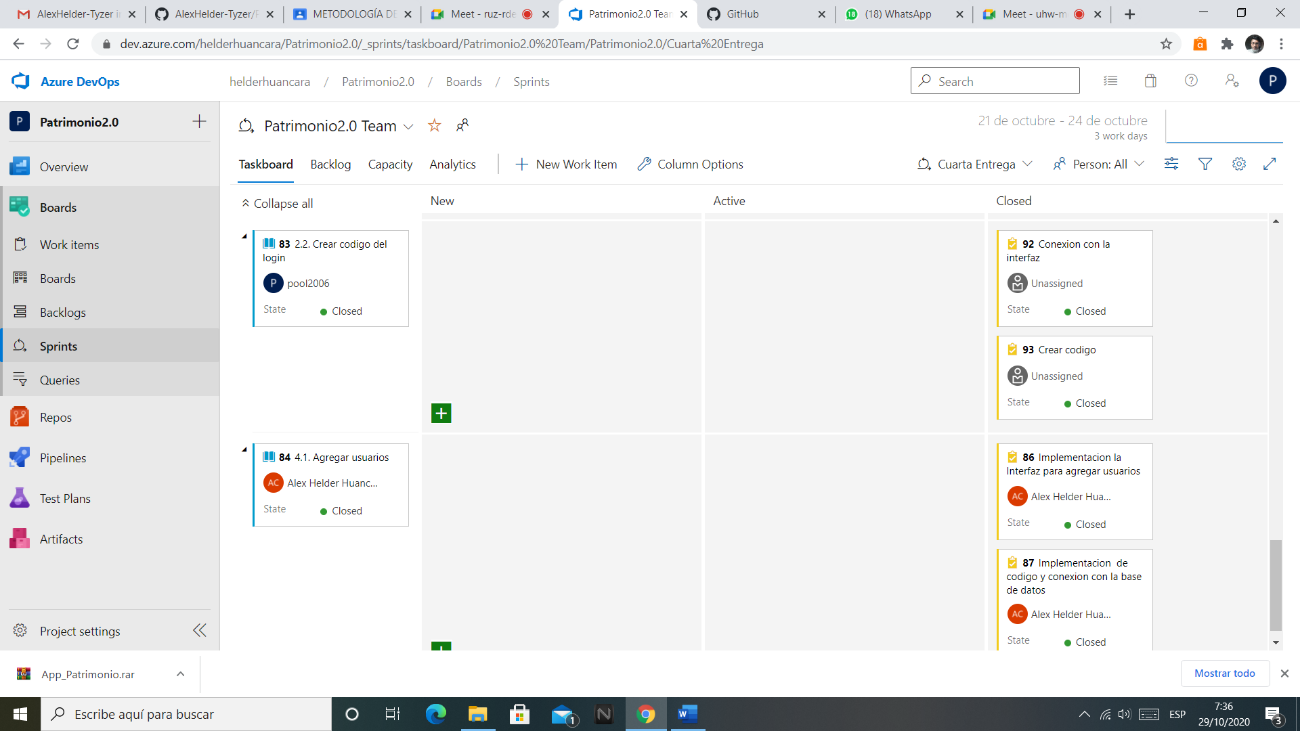 AlexHelder-Tyzer in
AlexHelder-Tyzer/P
METODOLOGÍA DE
Meet - ruz-rde
Patrimonio2.0 Tear
GitHub
(18) WhatsApp
Meet - uhw-m
dev.azure.com/helderhuancara/Patrimonio2.0/_sprints/taskboard/Patrimonio2.0%20Team/Patrimonio2.0/Cuarta%20Entrega
Azure DevOps
helderhuancara / Patrimonio2.0 / Boards / Sprints
Search
P
P Patrimonio2.0
Overview
Boards
Work items
Boards
Backlogs
Sprints
Queries
Repos
Pipelines
Test Plans
Artifacts
Project settings
Patrimonio2.0 Team
21 de octubre - 24 de octubre
3 work days
Taskboard Backlog Capacity Analytics
New Work Item
Column Options
Cuarta Entrega
Person: All
Collapse all
New
Active
Closed
83 2.2. Crear codigo del
login
P pool2006
State Closed
92 Conexion con la
interfaz
Unassigned
State Closed
93 Crear codigo
Unassigned
State Closed
84 4.1. Agregar usuarios
AC Alex Helder Huanc...
State Closed
86 Implementacion la
Interfaz para agregar usuarios
AC Alex Helder Hua...
State Closed
87 Implementacion de
codigo y conexion con la base
de datos
AC Alex Helder Hua...
State Closed
App_Patrimonio.rar
Mostrar todo
Escribe aquí para buscar
1
ESP
7:36
29/10/2020
3